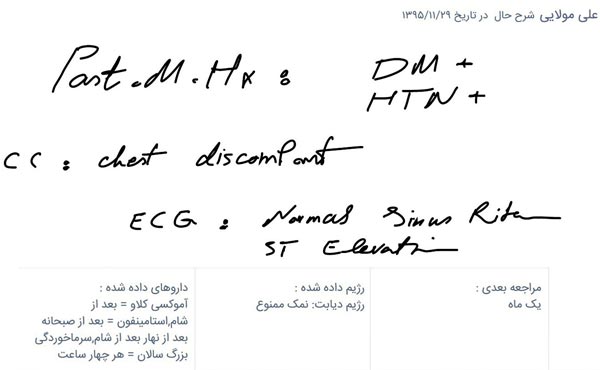 علی مولایی شرح حال در تاریخ ۱۳۹۵/۱۱/۲۹
Past.M.Hx : DM +
HTN +
CC : chest discomfort
ECG : Normal Sinus
ST Elevation
مراجعه بعدی :
یک ماه
رژیم داده شده :
رژیم دیابت: نمک ممنوع
داروهای داده شده :
آموکسی کلاو = بعد از
شام,استامینفون = بعد از صبحانه
بعد از نهار بعد از شام,سرماخوردگی
بزرگ سالان = هر چهار ساعت